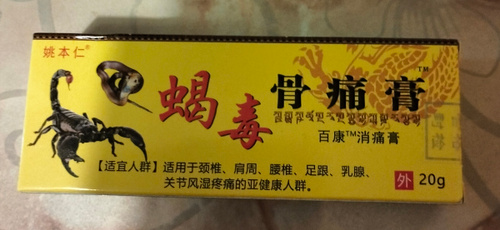 姚本仁®
蝎毒骨痛膏™
百康™消痛膏
【适宜人群】适用于颈椎、肩周、腰椎、足跟、乳腺、
关节风湿疼痛的亚健康人群。
外 20g